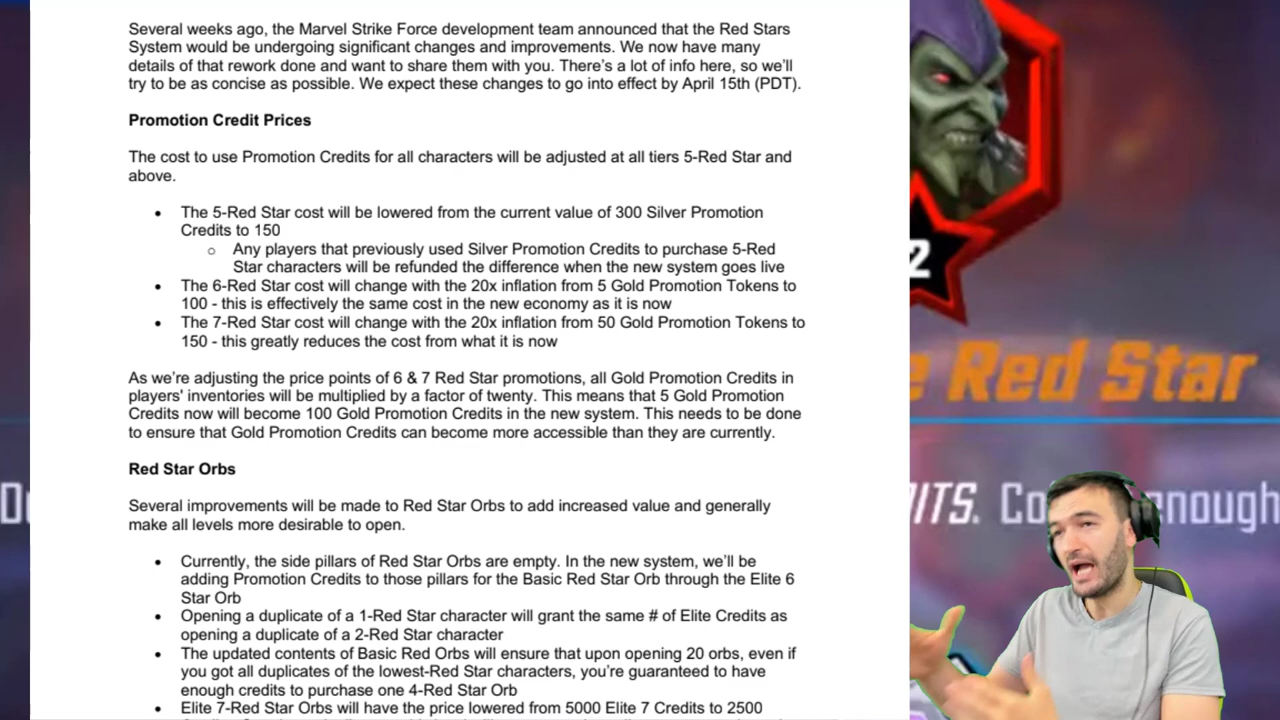 Several weeks ago, the Marvel Strike Force development team announced that the Red Stars
System would be undergoing significant changes and improvements. We now have many
details of that rework done and want to share them with you. There's a lot of info here, so we'll
try to be as concise as possible. We expect these changes to go into effect by April 15th (PDT).
Promotion Credit Prices
The cost to use Promotion Credits for all characters will be adjusted at all tiers 5-Red Star and
above.
• The 5-Red Star cost will be lowered from the current value of 300 Silver Promotion
Credits to 150
○ Any players that previously used Silver Promotion Credits to purchase 5-Red
Star characters will be refunded the difference when the new system goes live
• The 6-Red Star cost will change with the 20x inflation from 5 Gold Promotion Tokens to
100 - this is effectively the same cost in the new economy as it is now
• The 7-Red Star cost will change with the 20x inflation from 50 Gold Promotion Tokens to
150 - this greatly reduces the cost from what it is now
As we're adjusting the price points of 6 & 7 Red Star promotions, all Gold Promotion Credits in
players' inventories will be multiplied by a factor of twenty. This means that 5 Gold Promotion
Credits now will become 100 Gold Promotion Credits in the new system. This needs to be done
to ensure that Gold Promotion Credits can become more accessible than they are currently.
Red Star Orbs
Several improvements will be made to Red Star Orbs to add increased value and generally
make all levels more desirable to open.
• Currently, the side pillars of Red Star Orbs are empty. In the new system, we'll be
adding Promotion Credits to those pillars for the Basic Red Star Orb through the Elite 6
Star Orb
• Opening a duplicate of a 1-Red Star character will grant the same # of Elite Credits as
opening a duplicate of a 2-Red Star character
• The updated contents of Basic Red Orbs will ensure that upon opening 20 orbs, even if
you got all duplicates of the lowest-Red Star characters, you're guaranteed to have
enough credits to purchase one 4-Red Star Orb
• Elite 7-Red Star Orbs will have the price lowered from 5000 Elite 7 Credits to 2500
2
e Red Star
ITS. Co enough